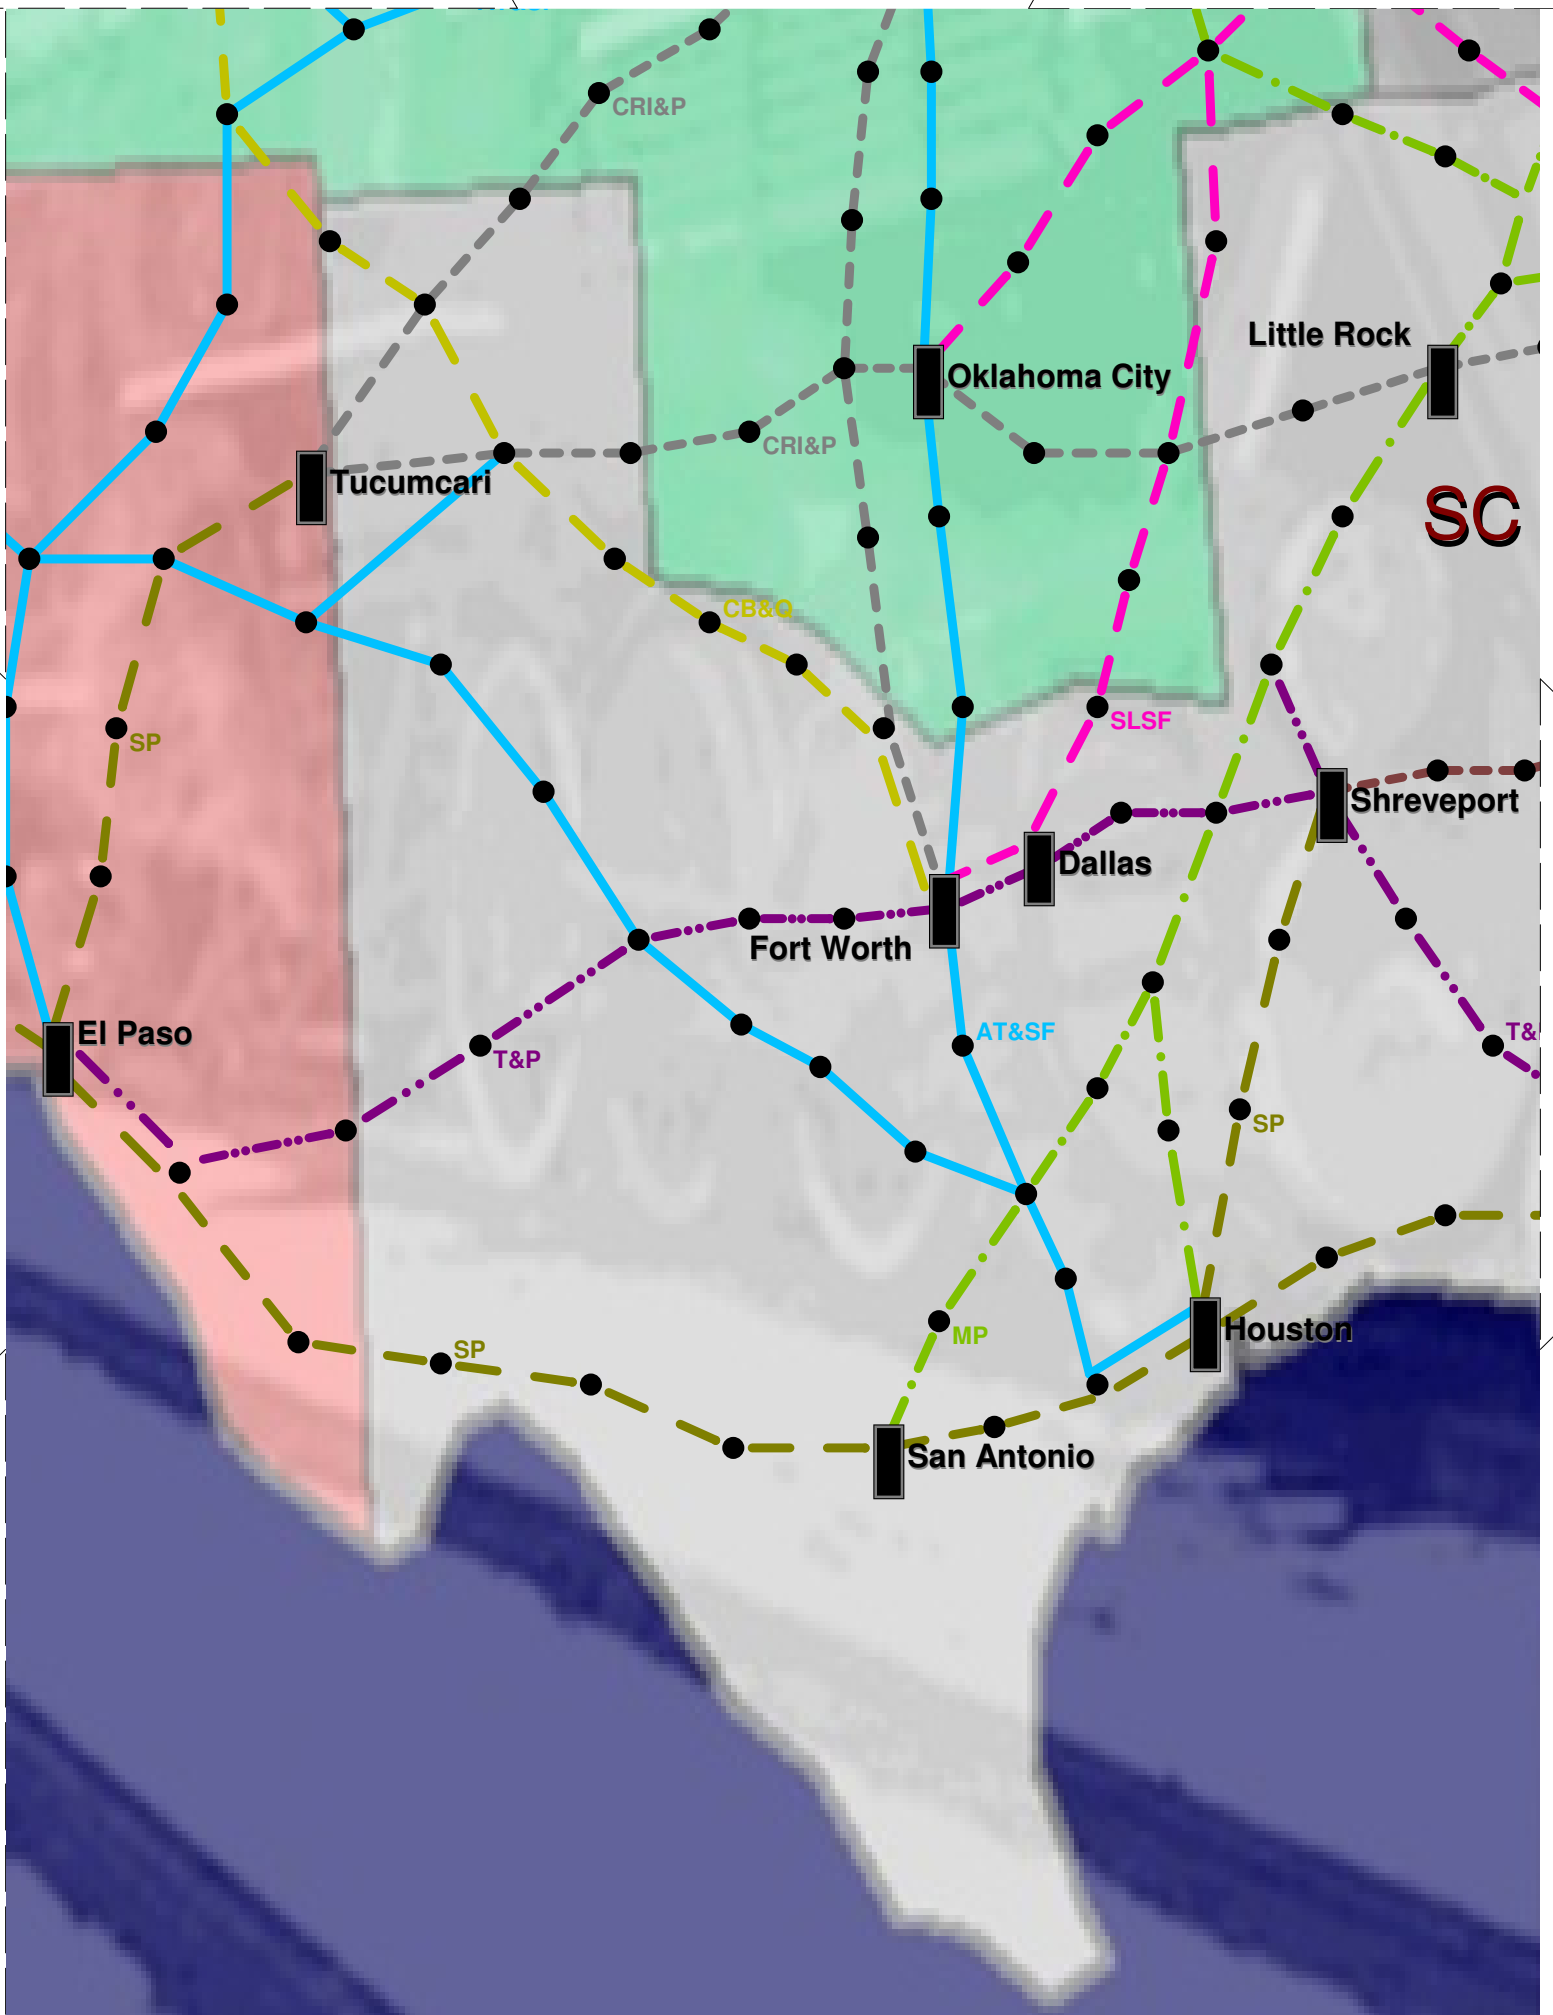 CRI&P
Little Rock
Oklahoma City
CRI&P
Tucumcari
SC
CB&Q
SLSF
SP
Shreveport
Dallas
Fort Worth
El Paso
AT&SF
T&P
T&
SP
Houston
MP
SP
San Antonio